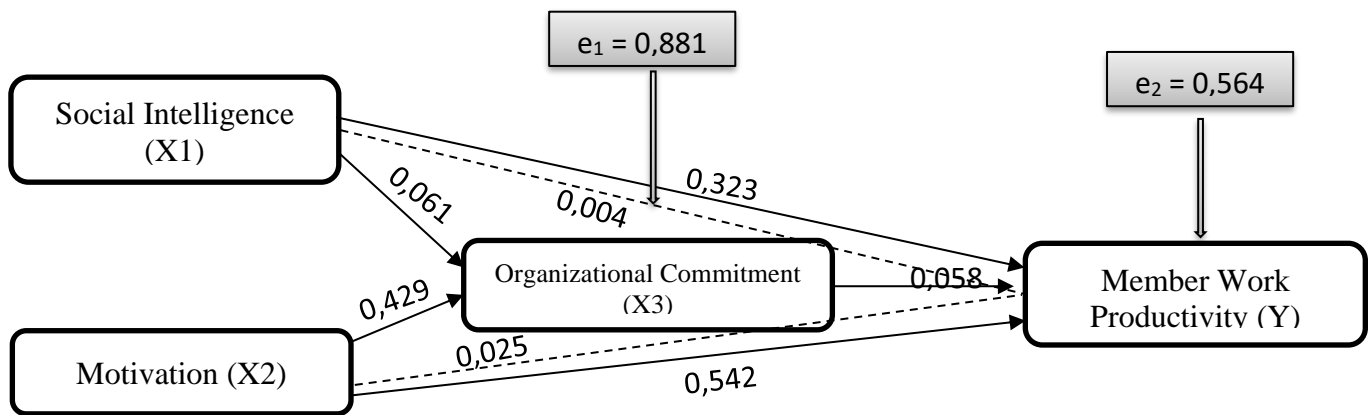 e₁ = 0,881
e₂ = 0,564
Social Intelligence
(X1)
0,323
0,061
0,004
Organizational Commitment
(X3)
0,058
Member Work
Productivity (Y)
0,429
0,025
Motivation (X2)
0,542